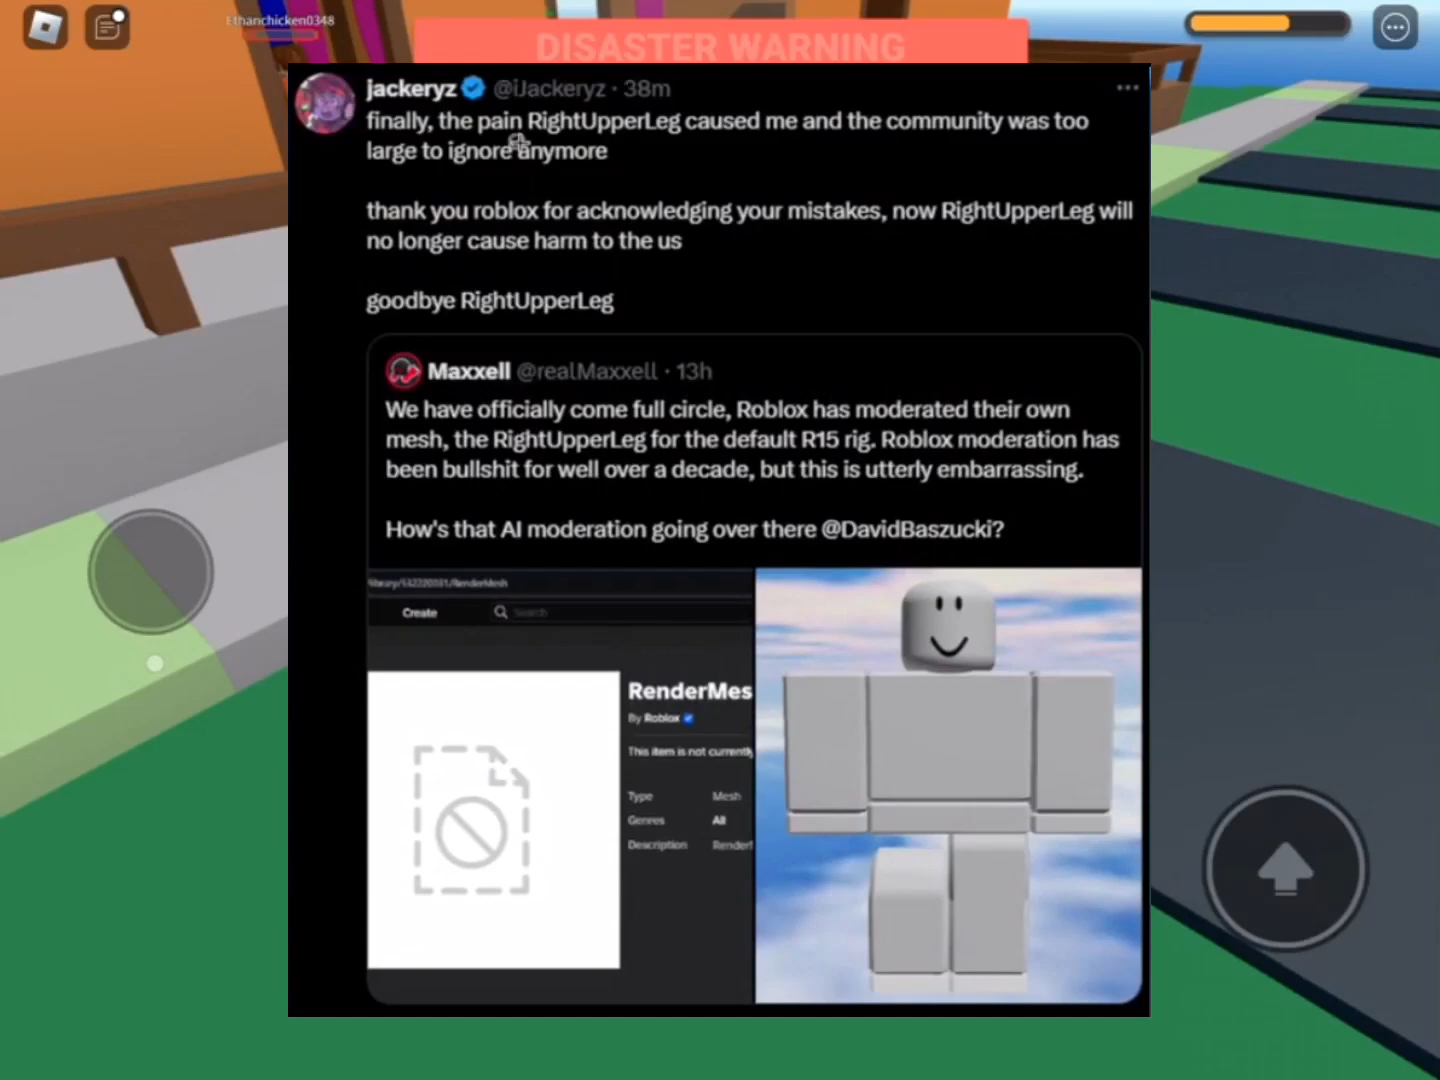 Ethanchicken0348
DISASTER WARNING
jackeryz @iJackeryz · 38m
finally, the pain RightUpperLeg caused me and the community was too
large to ignore anymore
thank you roblox for acknowledging your mistakes, now RightUpperLeg will
no longer cause harm to the us
goodbye RightUpperLeg
Maxxell @realMaxxell · 13h
We have officially come full circle, Roblox has moderated their own
mesh, the RightUpperLeg for the default R15 rig. Roblox moderation has
been bullshit for well over a decade, but this is utterly embarrassing.
How's that AI moderation going over there @DavidBaszucki?
Create
Search
RenderMes
By Roblox
This item is not currently
Type Mesh
Genres All
Description Render